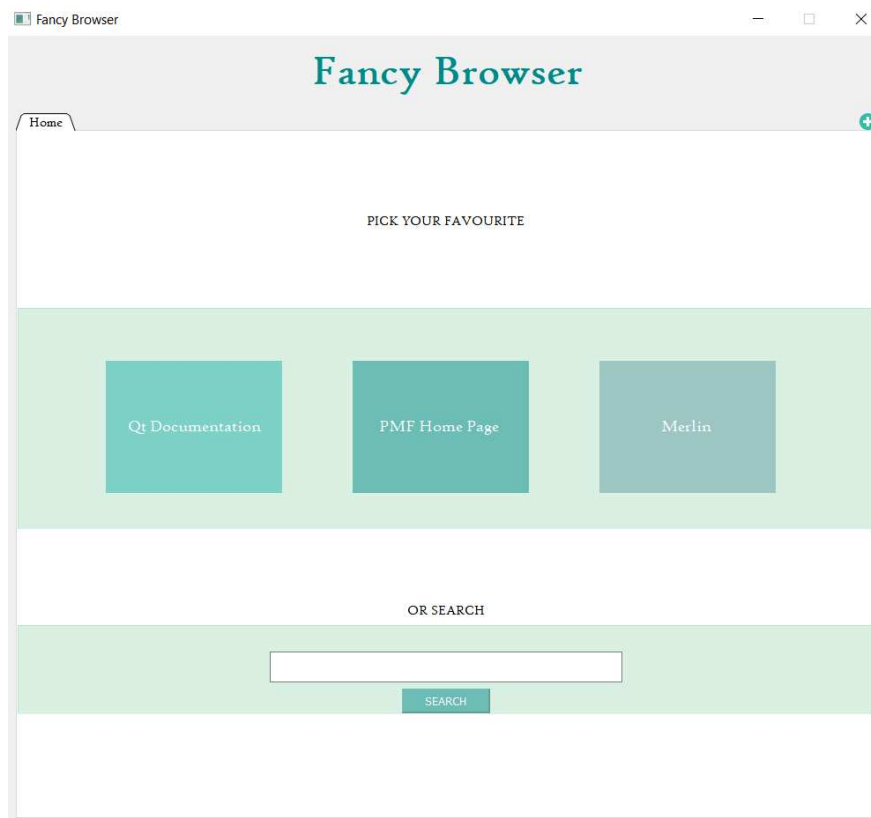 Fancy Browser
Fancy Browser
Home
PICK YOUR FAVOURITE
Qt Documentation
PMF Home Page
Merlin
OR SEARCH
SEARCH